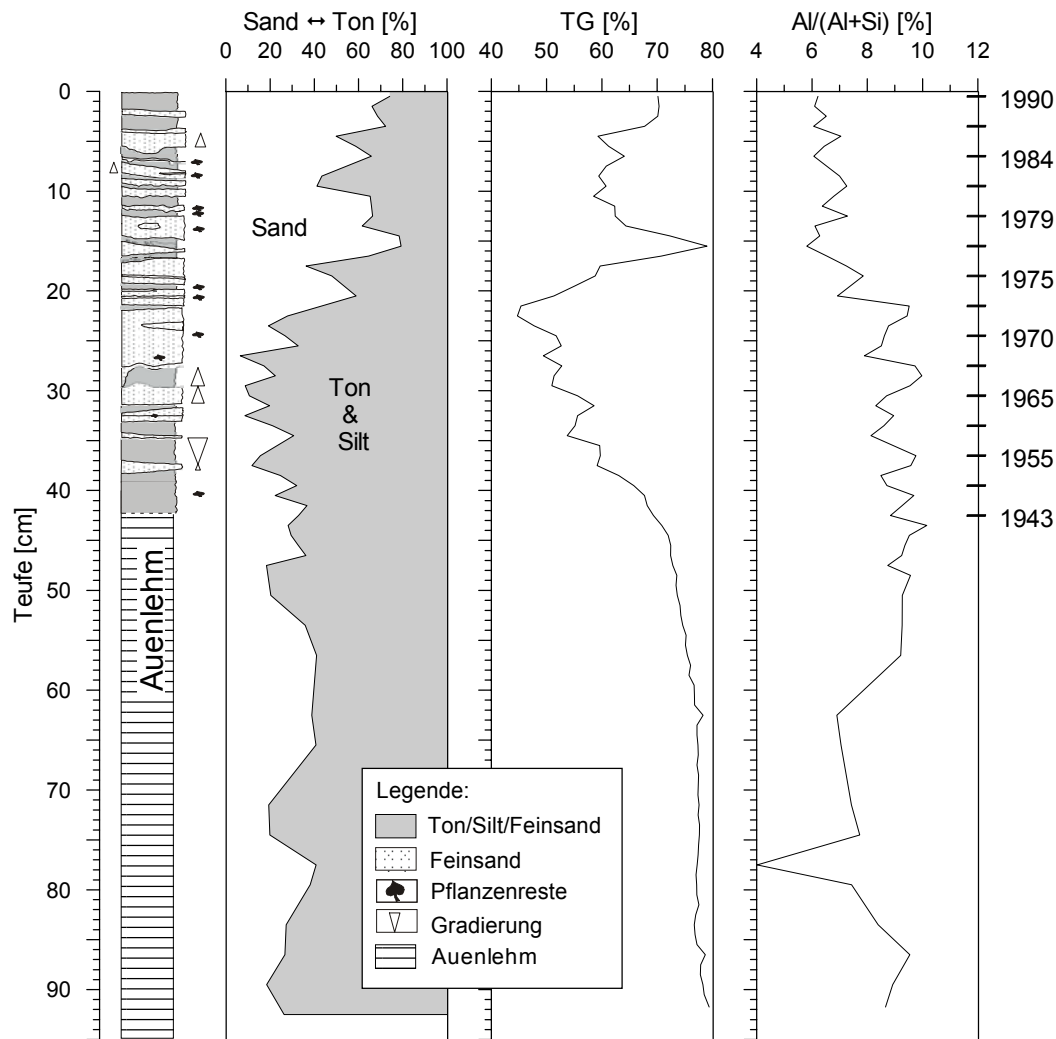 Sand ↔ Ton [%] TG [%] Al/(Al+Si) [%]
0 20 40 60 80 100 40 50 60 70 80 4 6 8 10 12
0
10
20
30
40
50
60
70
80
90
Teufe [cm]
Auenlehm
Sand
Ton
&
Silt
1990
1984
1979
1975
1970
1965
1955
1943
Legende:
Ton/Silt/Feinsand
Feinsand
Pflanzenreste
Gradierung
Auenlehm